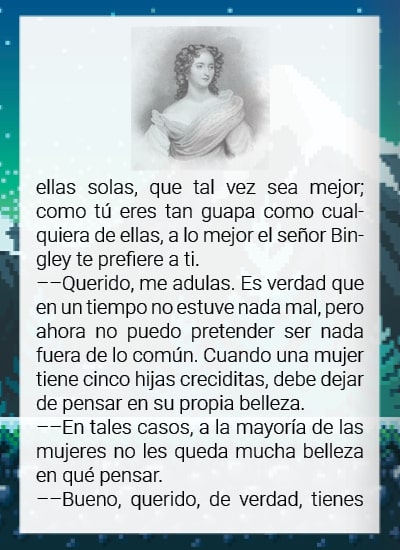 ellas solas, que tal vez sea mejor;
como tú eres tan guapa como cual-
quiera de ellas, a lo mejor el señor Bin-
gley te prefiere a ti.
––Querido, me adulas. Es verdad que
en un tiempo no estuve nada mal, pero
ahora no puedo pretender ser nada
fuera de lo común. Cuando una mujer
tiene cinco hijas creciditas, debe dejar
de pensar en su propia belleza.
––En tales casos, a la mayoría de las
mujeres no les queda mucha belleza
en qué pensar.
––Bueno, querido, de verdad, tienes